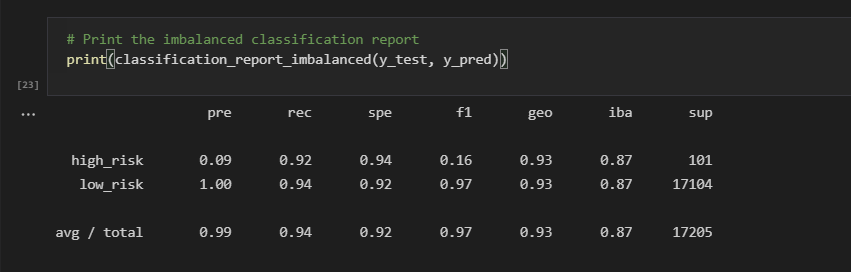 # Print the imbalanced classification report
print(classification_report_imbalanced(y_test, y_pred))
[23]
... pre rec spe f1 geo iba sup
high_risk 0.09 0.92 0.94 0.16 0.93 0.87 101
low_risk 1.00 0.94 0.92 0.97 0.93 0.87 17104
avg / total 0.99 0.94 0.92 0.97 0.93 0.87 17205